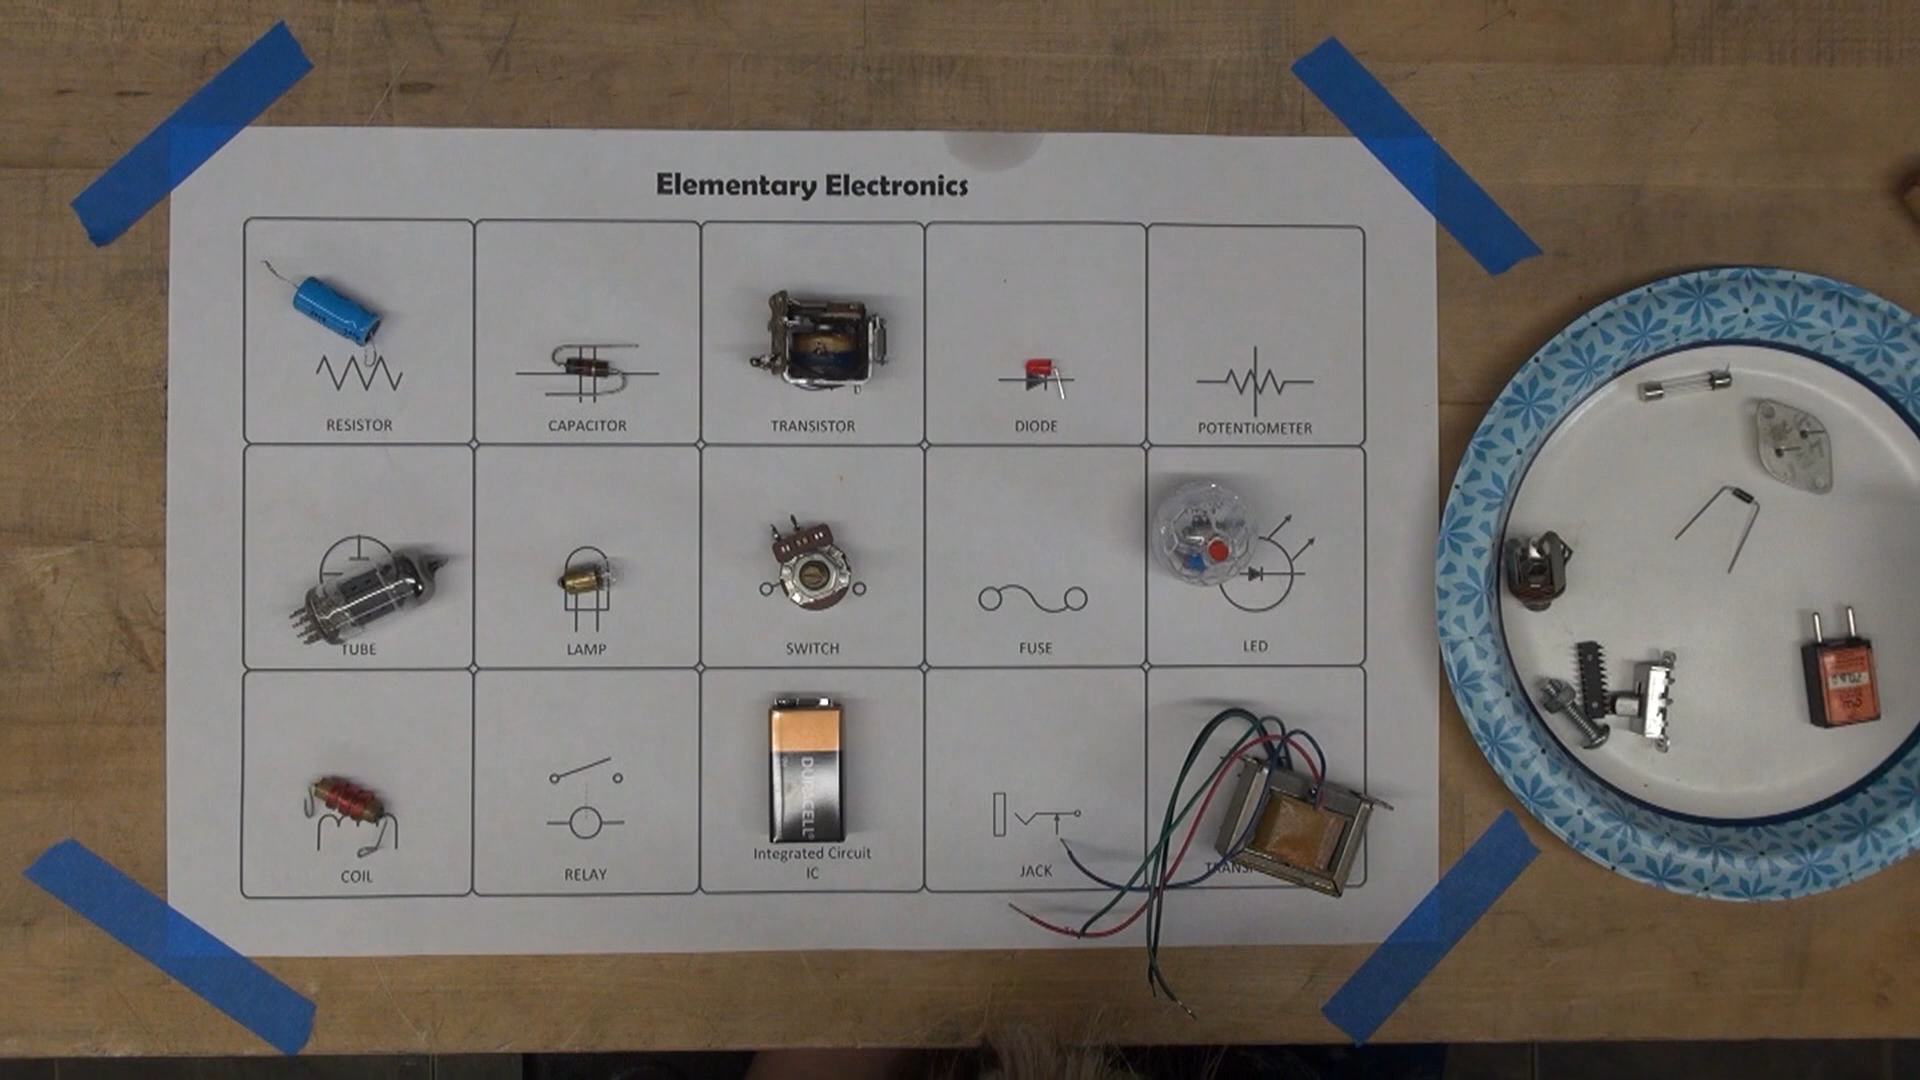 Elementary Electronics
RESISTOR
CAPACITOR
TRANSISTOR
DIODE
POTENTIOMETER
TUBE
LAMP
SWITCH
FUSE
LED
COIL
RELAY
DURACELL
Integrated Circuit
IC
JACK